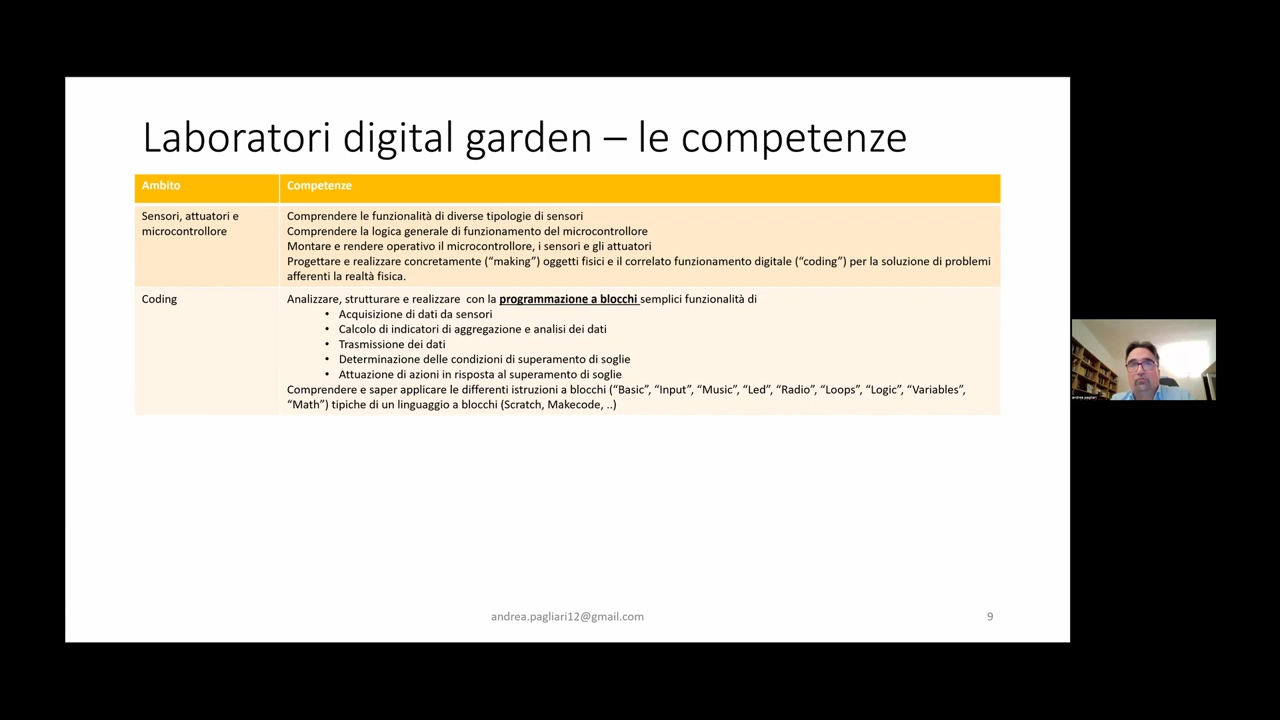 Laboratori digital garden – le competenze
Ambito
Competenze
Sensori, attuatori e
microcontrollore
Comprendere le funzionalità di diverse tipologie di sensori
Comprendere la logica generale di funzionamento del microcontrollore
Montare e rendere operativo il microcontrollore, i sensori e gli attuatori
Progettare e realizzare concretamente (“making”) oggetti fisici e il correlato funzionamento digitale (“coding”) per la soluzione di problemi
afferenti la realtà fisica.
Coding
Analizzare, strutturare e realizzare con la programmazione a blocchi semplici funzionalità di
• Acquisizione di dati da sensori
• Calcolo di indicatori di aggregazione e analisi dei dati
• Trasmissione dei dati
• Determinazione delle condizioni di superamento di soglie
• Attuazione di azioni in risposta al superamento di soglie
Comprendere e saper applicare le differenti istruzioni a blocchi (“Basic”, “Input”, “Music”, “Led”, “Radio”, “Loops”, “Logic”, “Variables”,
“Math”) tipiche di un linguaggio a blocchi (Scratch, Makecode, ..)
andrea.pagliari12@gmail.com
9
andrea pagliari